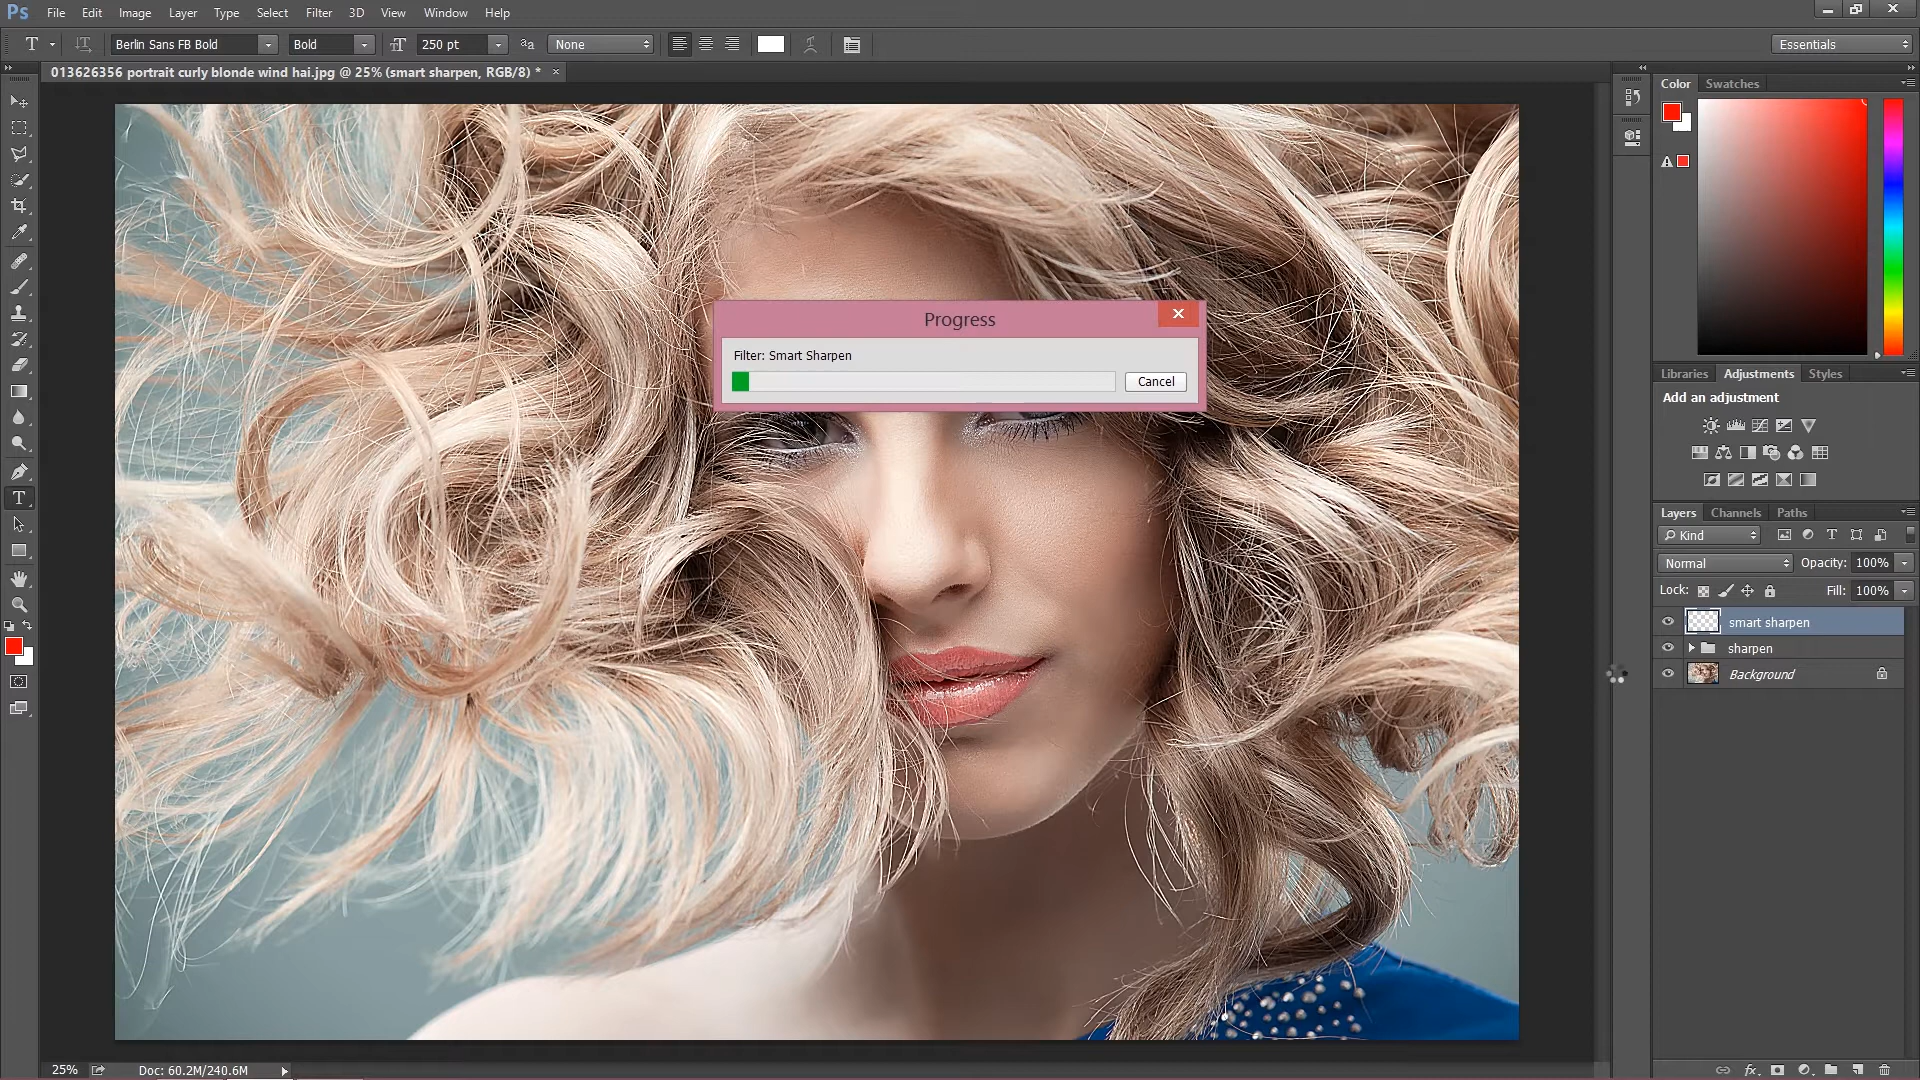 Ps File Edit Image Layer Type Select Filter 3D View Window Help
T Berlin Sans FB Bold Bold 250 pt aa None Essentials
013626356 portrait curly blonde wind hai.jpg @ 25% (smart sharpen, RGB/8) * ×
Color Swatches
Progress
Filter: Smart Sharpen
Cancel
Libraries Adjustments Styles
Add an adjustment
Layers Channels Paths
Kind
Normal Opacity: 100%
Lock: Fill: 100%
smart sharpen
sharpen
Background
25% Doc: 60.2M/240.6M